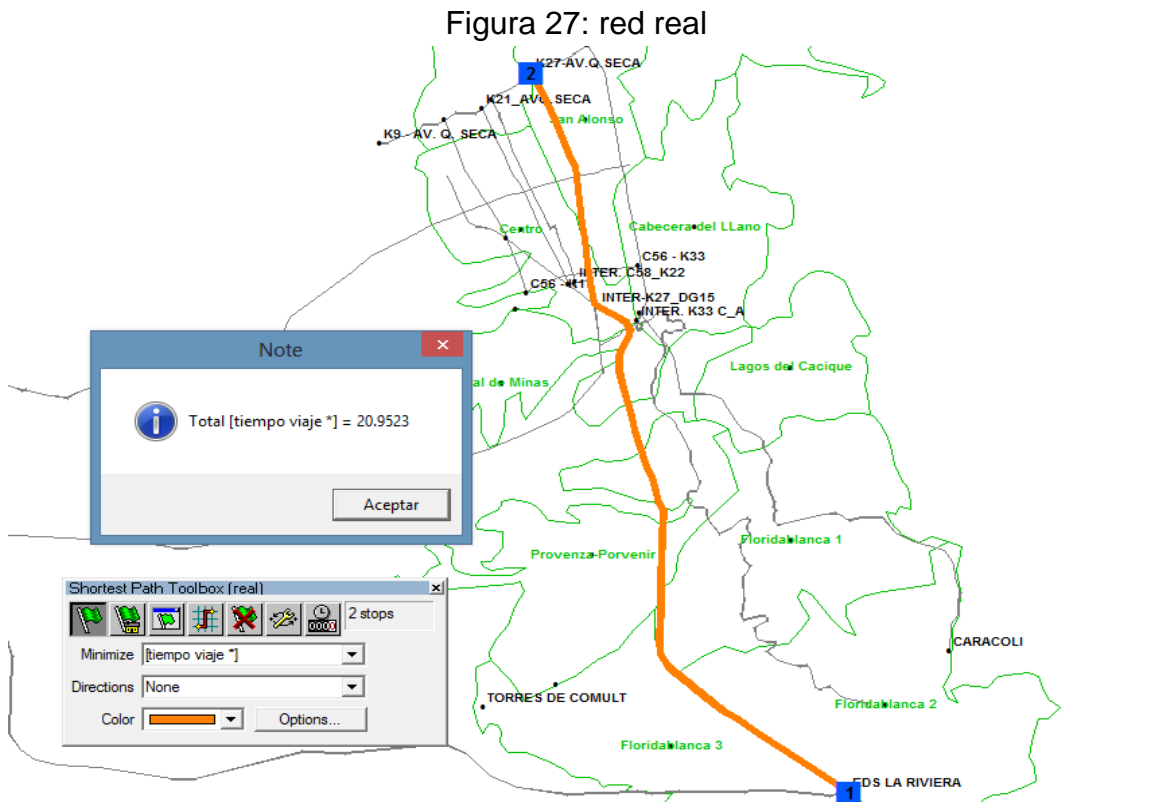 Figura 27: red real
2
K27-AV.Q SECA
K21_AVQ.SECA
San Alonso
K9 - AV. Q. SECA
Centro
Cabecera del LLano
C56 - K33
INTER. C58_K22
C56 - K1
INTER-K27_DG15
INTER. K33 C_A
Note
Lagos del Cacique
al de Minas
Total [tiempo viaje *] = 20.9523
Aceptar
Provenza-Porvenir
Floridablanca 1
Shortest Path Toolbox (real)
2 stops
Minimize [tiempo viaje *]
Directions None
Color Options...
CARACOLI
TORRES DE COMULT
Floridablanca 2
Floridablanca 3
EDS LA RIVIERA
1